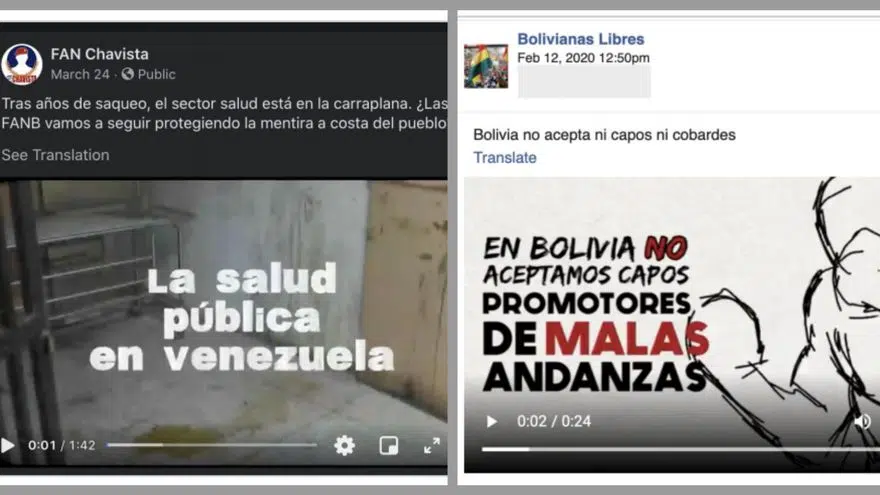 FAN Chavista
March 24 · Public
Tras años de saqueo, el sector salud está en la carraplana. ¿Las
FANB vamos a seguir protegiendo la mentira a costa del pueblo
See Translation
La salud
pública
en venezuela
0:01 / 1:42
Bolivianas Libres
Feb 12, 2020 12:50pm
Bolivia no acepta ni capos ni cobardes
Translate
EN BOLIVIA NO
ACEPTAMOS CAPOS
PROMOTORES
DE MALAS
ANDANZAS
0:02 / 0:24